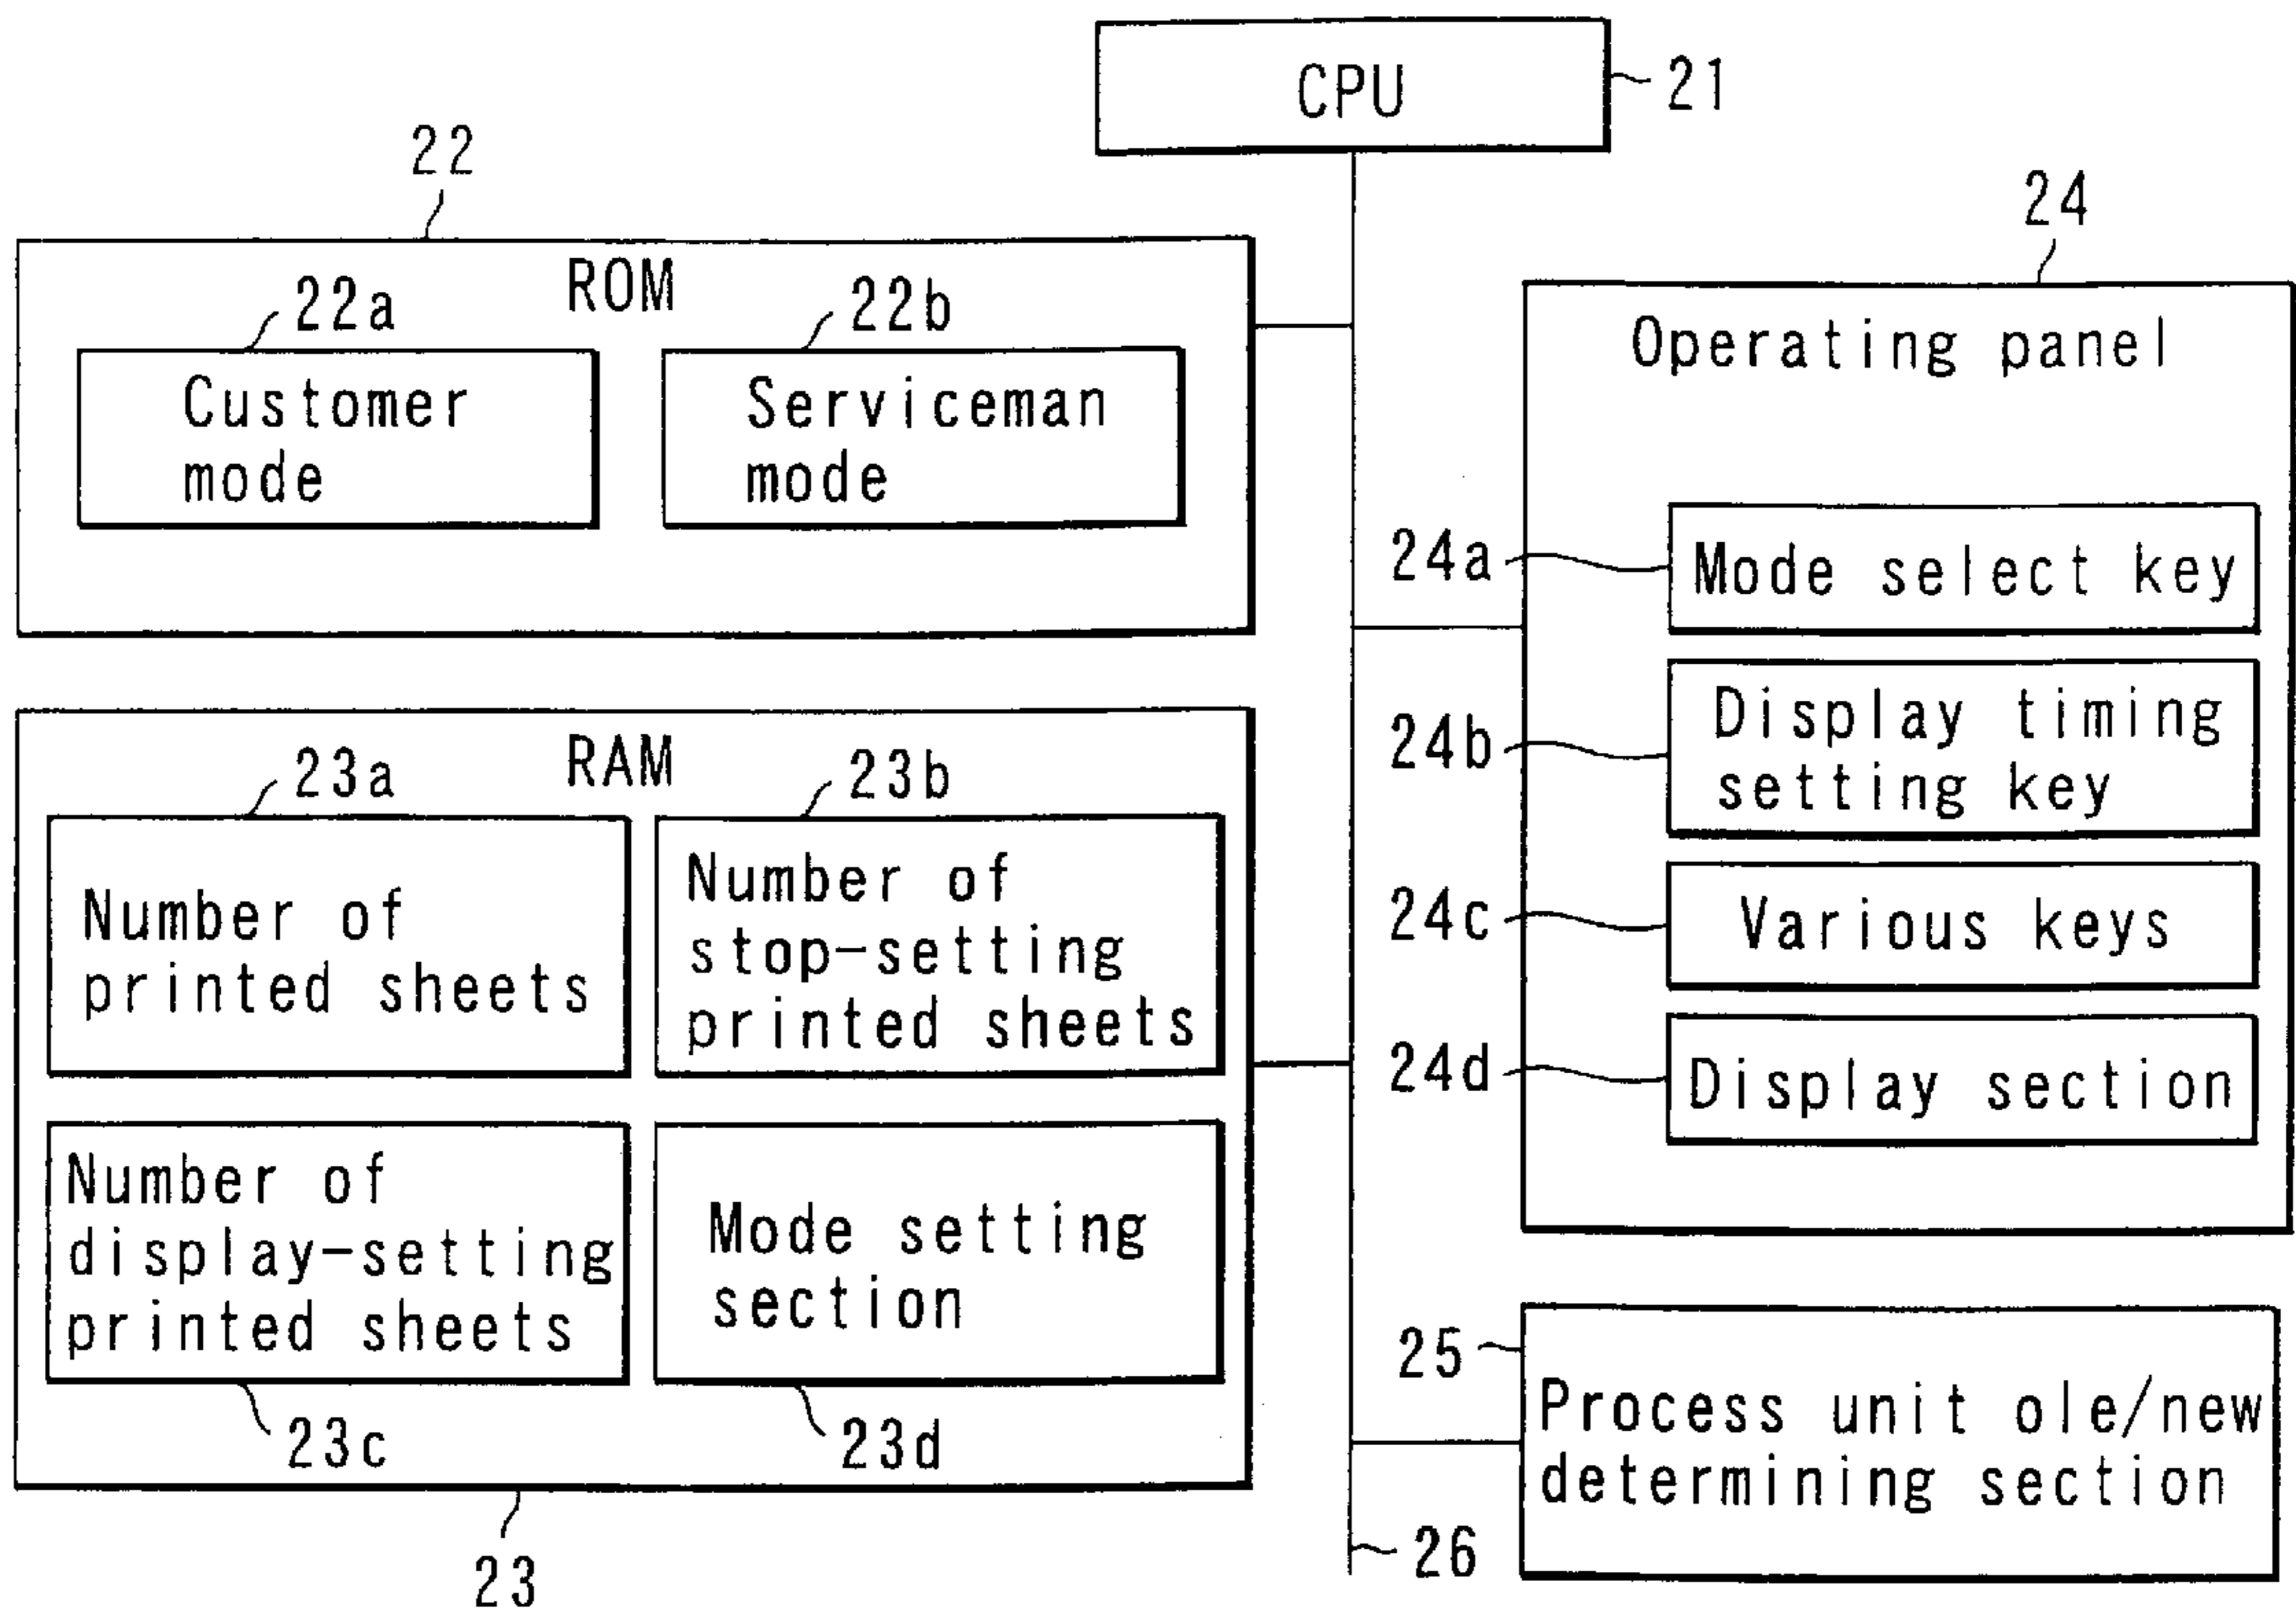 CPU
21
22
ROM
22a
22b
Customer
mode
Serviceman
mode
RAM
23a
23b
Number of
printed sheets
Number of
stop-setting
printed sheets
Number of
display-setting
printed sheets
Mode setting
section
23c
23d
23
24
Operating panel
24a
Mode select key
24b
Display timing
setting key
24c
Various keys
24d
Display section
25
Process unit ole/new
determining section
26